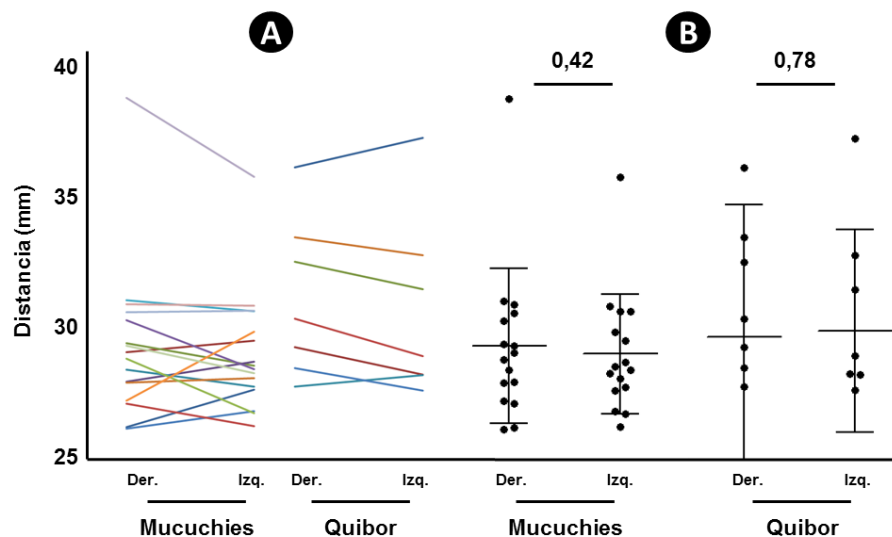 A
B
0,42
0,78
40
35
30
25
Distancia (mm)
Der.
Izq.
Der.
Izq.
Der.
Izq.
Der.
Izq.
Mucuchies
Quibor
Mucuchies
Quibor